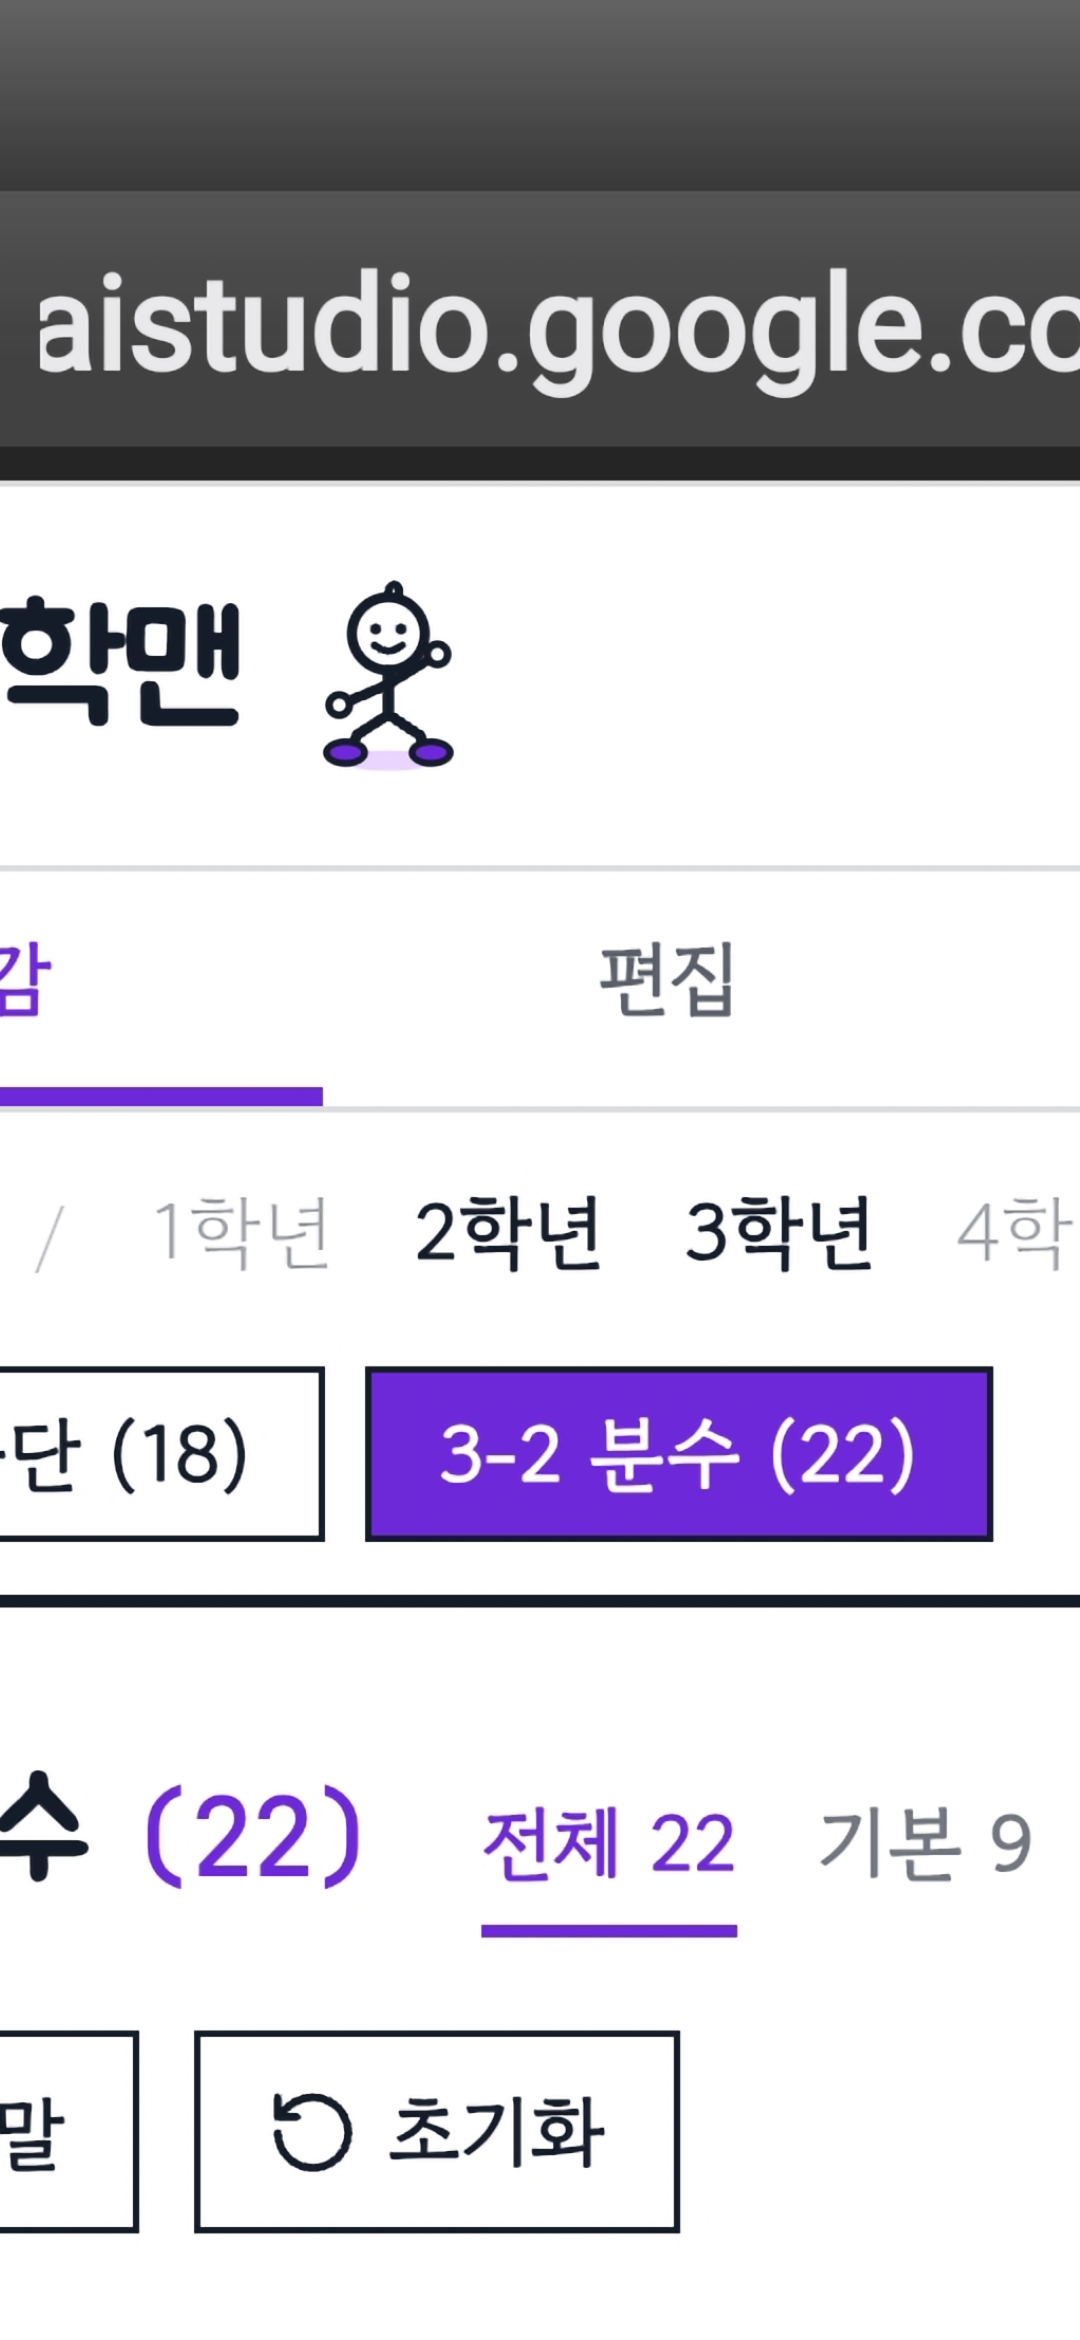 aistudio.google.co
학맨
감 편집
/ 1학년 2학년 3학년 4학
단 (18) 3-2 분수 (22)
수 (22) 전체 22 기본 9
말 초기화